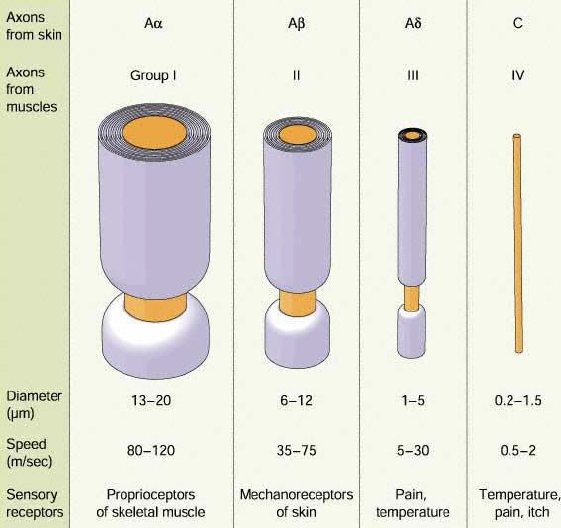 Axons
from skin
Aα
Aβ
Aδ
C
Axons
from
muscles
Group I
II
III
IV
Diameter
(µm)
13–20
6–12
1–5
0.2–1.5
Speed
(m/sec)
80–120
35–75
5–30
0.5–2
Sensory
receptors
Proprioceptors
of skeletal muscle
Mechanoreceptors
of skin
Pain,
temperature
Temperature,
pain, itch